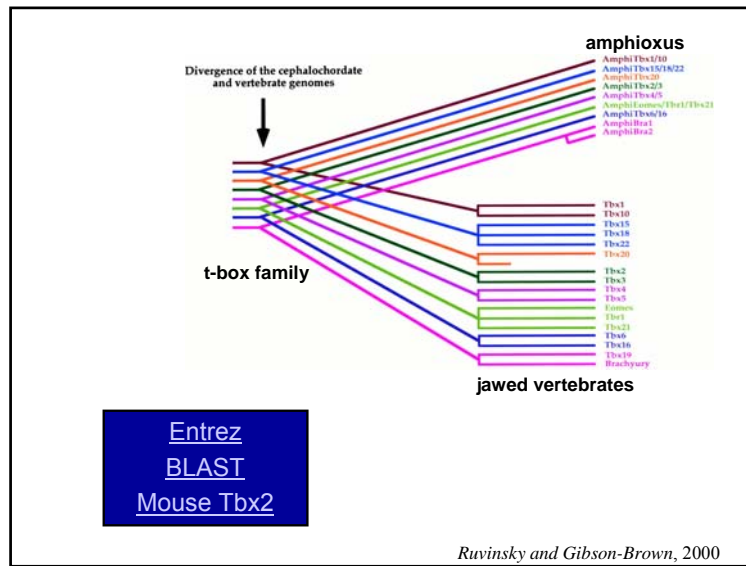 amphioxus
AmphiTbx1/10
AmphiTbx15/18/22
AmphiTbx20
AmphiTbx2/3
AmphiTbx4/5
AmphiEomes/Tbr1/Tbx21
AmphiTbx6/16
AmphiBra1
AmphiBra2
Divergence of the cephalochordate
and vertebrate genomes
t-box family
Tbx1
Tbx10
Tbx15
Tbx18
Tbx22
Tbx20
Tbx2
Tbx3
Tbx4
Tbx5
Eomes
Tbr1
Tbx21
Tbx6
Tbx16
Tbx19
Brachyury
jawed vertebrates
Entrez
BLAST
Mouse Tbx2
Ruvinsky and Gibson-Brown, 2000